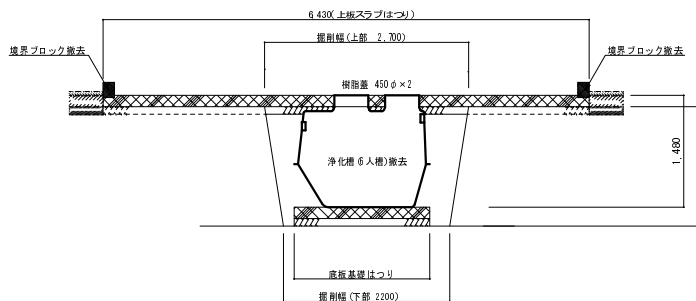 6 430( 上板スラブはつり)
掘削幅 (上部 2,700)
境界ブロック撤去
境界ブロック撤去
樹脂蓋 450φ×2
浄化槽 (5人槽) 撤去
1,480
底板基礎はつり
掘削幅 (下部 2200)